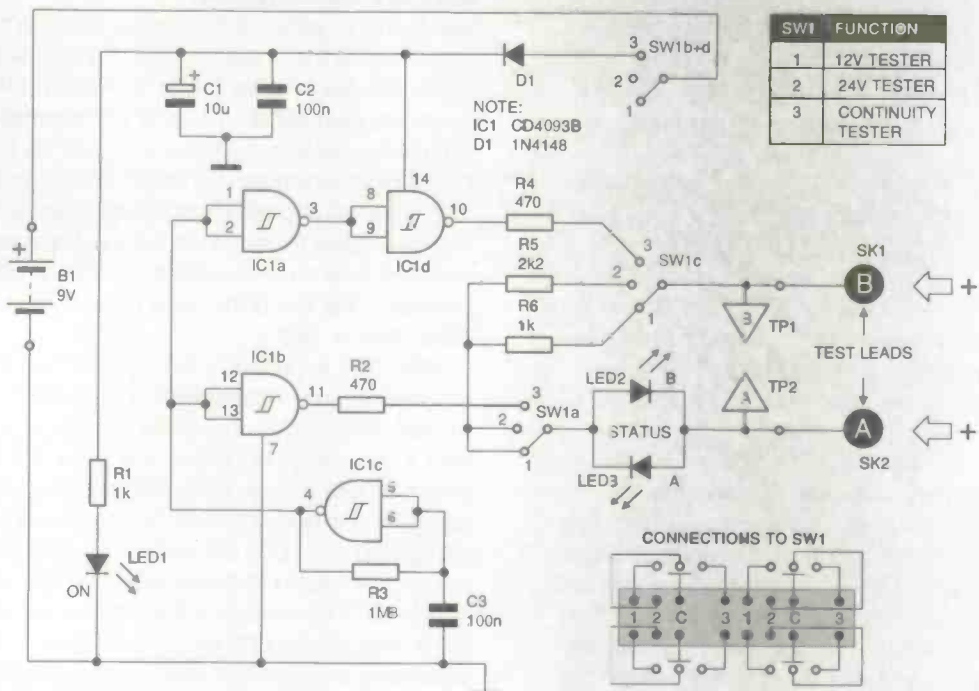 SW1 FUNCTION
1 12V TESTER
2 24V TESTER
3 CONTINUITY TESTER
3
2
1
SW1b+d
D1
+
C1
10u
C2
100n
NOTE:
IC1 CD4093B
D1 1N4148
14
1
2
3
IC1a
8
9
10
IC1d
R4
470
R5
2k2
R6
1k
3
2
1
SW1c
SK1
B
+
B
TP1
TEST LEADS
A
TP2
A
+
SK2
+
B1
9V
IC1b
12
13
11
7
R2
470
3
2
1
SW1a
LED2
B
STATUS
LED3
A
IC1c
4
5
6
R3
1M8
C3
100n
R1
1k
LED1
ON
CONNECTIONS TO SW1
1 2 C 3 1 2 C 3